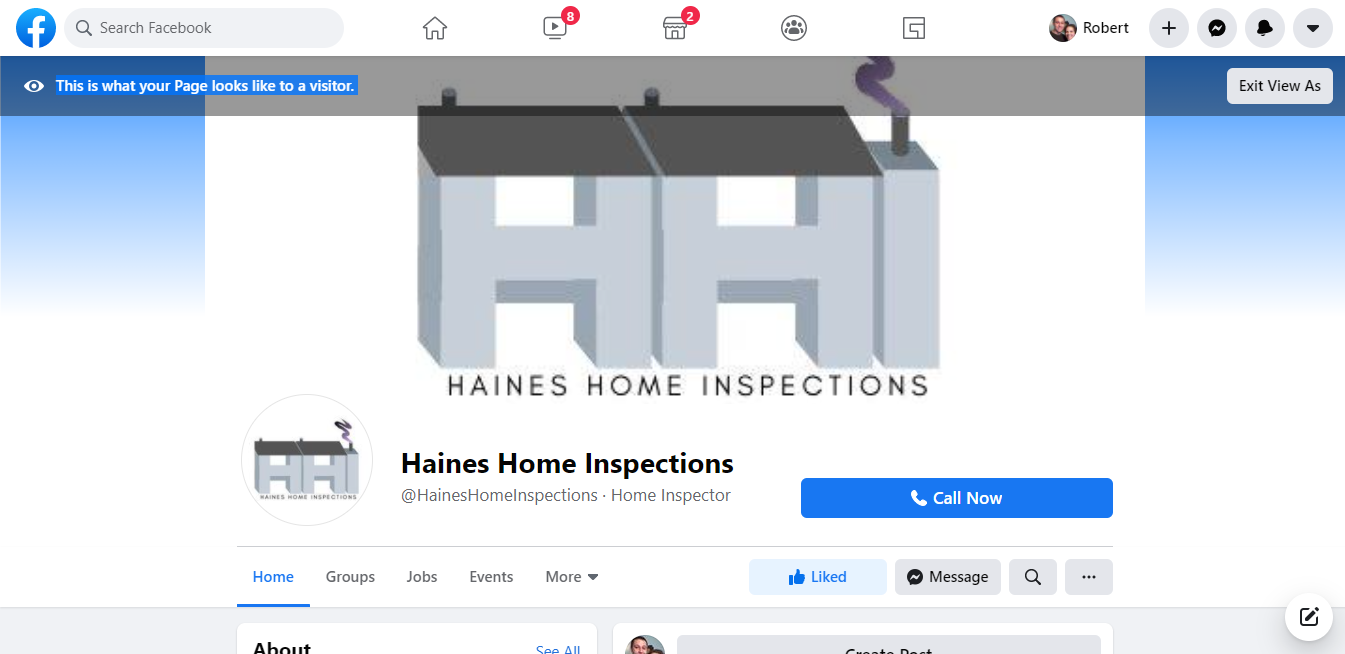 Search Facebook
8
2
Robert
This is what your Page looks like to a visitor.
Exit View As
HAINES HOME INSPECTIONS
HAINES HOME INSPECTIONS
Haines Home Inspections
@HainesHomeInspections · Home Inspector
Call Now
Home
Groups
Jobs
Events
More
Liked
Message
About
See All
Create Post